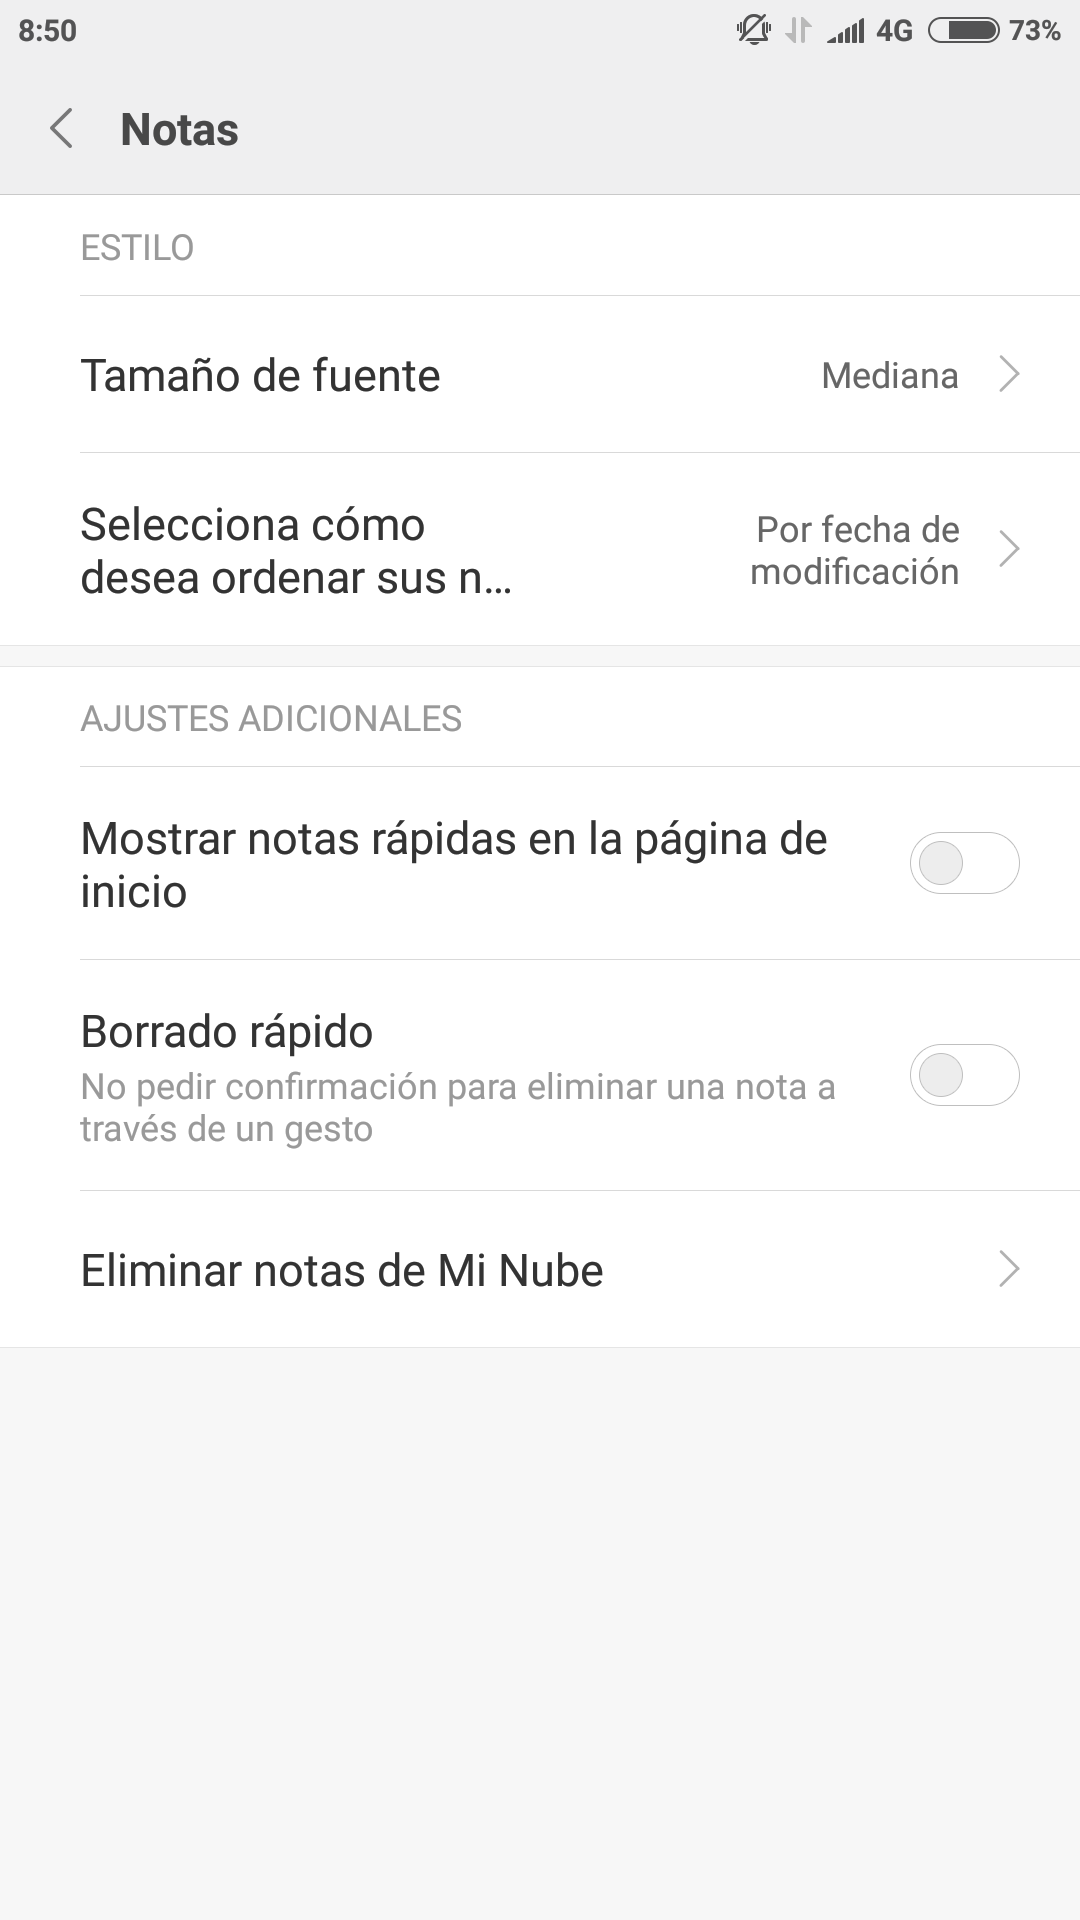 8:50 4G 73%
Notas
ESTILO
Tamaño de fuente Mediana
Selecciona cómo
desea ordenar sus n...
Por fecha de
modificación
AJUSTES ADICIONALES
Mostrar notas rápidas en la página de
inicio
Borrado rápido
No pedir confirmación para eliminar una nota a
través de un gesto
Eliminar notas de Mi Nube